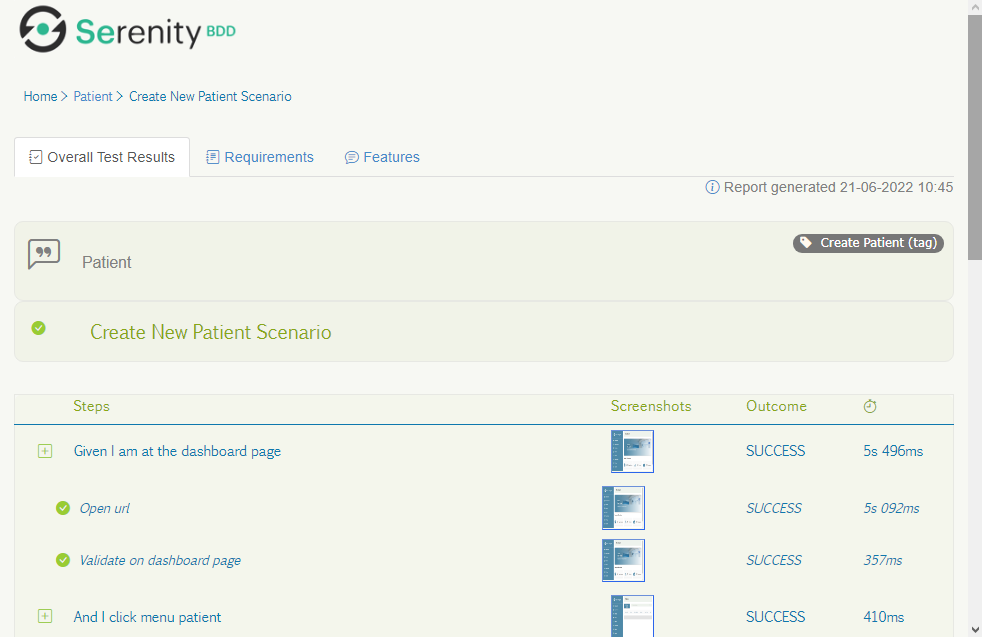 Serenity BDD
Home > Patient > Create New Patient Scenario
Overall Test Results Requirements Features
Report generated 21-06-2022 10:45
Create Patient (tag)
Patient
Create New Patient Scenario
Steps Screenshots Outcome
Given I am at the dashboard page SUCCESS 5s 496ms
Open url SUCCESS 5s 092ms
Validate on dashboard page SUCCESS 357ms
And I click menu patient SUCCESS 410ms